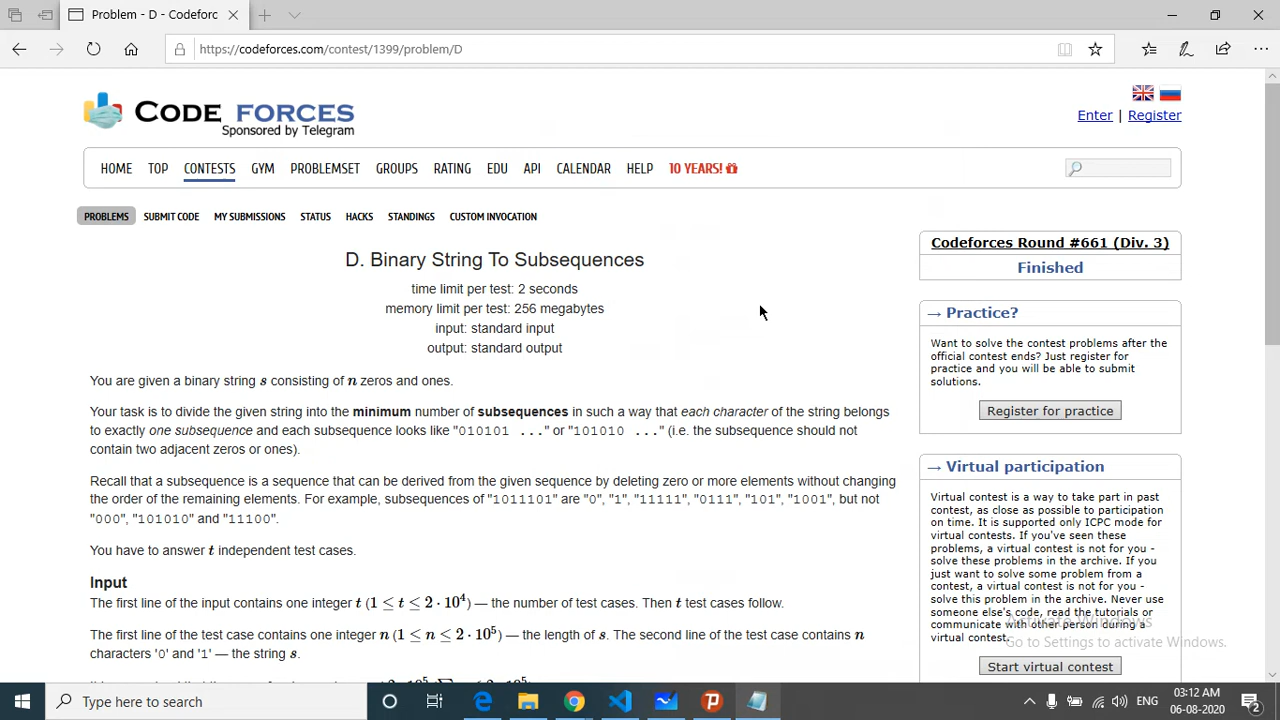 Problem - D - Codeforc
https://codeforces.com/contest/1399/problem/D
CODE FORCES
Sponsored by Telegram
Enter | Register
HOME TOP CONTESTS GYM PROBLEMSET GROUPS RATING EDU API CALENDAR HELP 10 YEARS!
PROBLEMS SUBMIT CODE MY SUBMISSIONS STATUS HACKS STANDINGS CUSTOM INVOCATION
D. Binary String To Subsequences
time limit per test: 2 seconds
memory limit per test: 256 megabytes
input: standard input
output: standard output
You are given a binary string s consisting of n zeros and ones.
Your task is to divide the given string into the minimum number of subsequences in such a way that each character of the string belongs
to exactly one subsequence and each subsequence looks like "010101 ..." or "101010 ..." (i.e. the subsequence should not
contain two adjacent zeros or ones).
Recall that a subsequence is a sequence that can be derived from the given sequence by deleting zero or more elements without changing
the order of the remaining elements. For example, subsequences of "1011101" are "0", "1", "11111", "0111", "101", "1001", but not
"000", "101010" and "11100".
You have to answer t independent test cases.
Input
The first line of the input contains one integer t (1 ≤ t ≤ 2 · 10⁴) — the number of test cases. Then t test cases follow.
The first line of the test case contains one integer n (1 ≤ n ≤ 2 · 10⁵) — the length of s. The second line of the test case contains n
characters '0' and '1' — the string s.
Codeforces Round #661 (Div. 3)
Finished
→ Practice?
Want to solve the contest problems after the
official contest ends? Just register for
practice and you will be able to submit
solutions.
Register for practice
→ Virtual participation
Virtual contest is a way to take part in past
contest, as close as possible to participation
on time. It is supported only ICPC mode for
virtual contests. If you've seen these
problems, a virtual contest is not for you -
solve these problems in the archive. If you
just want to solve some problem from a
contest, a virtual contest is not for you -
solve this problem in the archive. Never use
someone else's code, read the tutorials or
communicate with other person during a
virtual contest.
Start virtual contest
Activate Windows
Go to Settings to activate Windows.
Type here to search
ENG
03:12 AM
06-08-2020
2